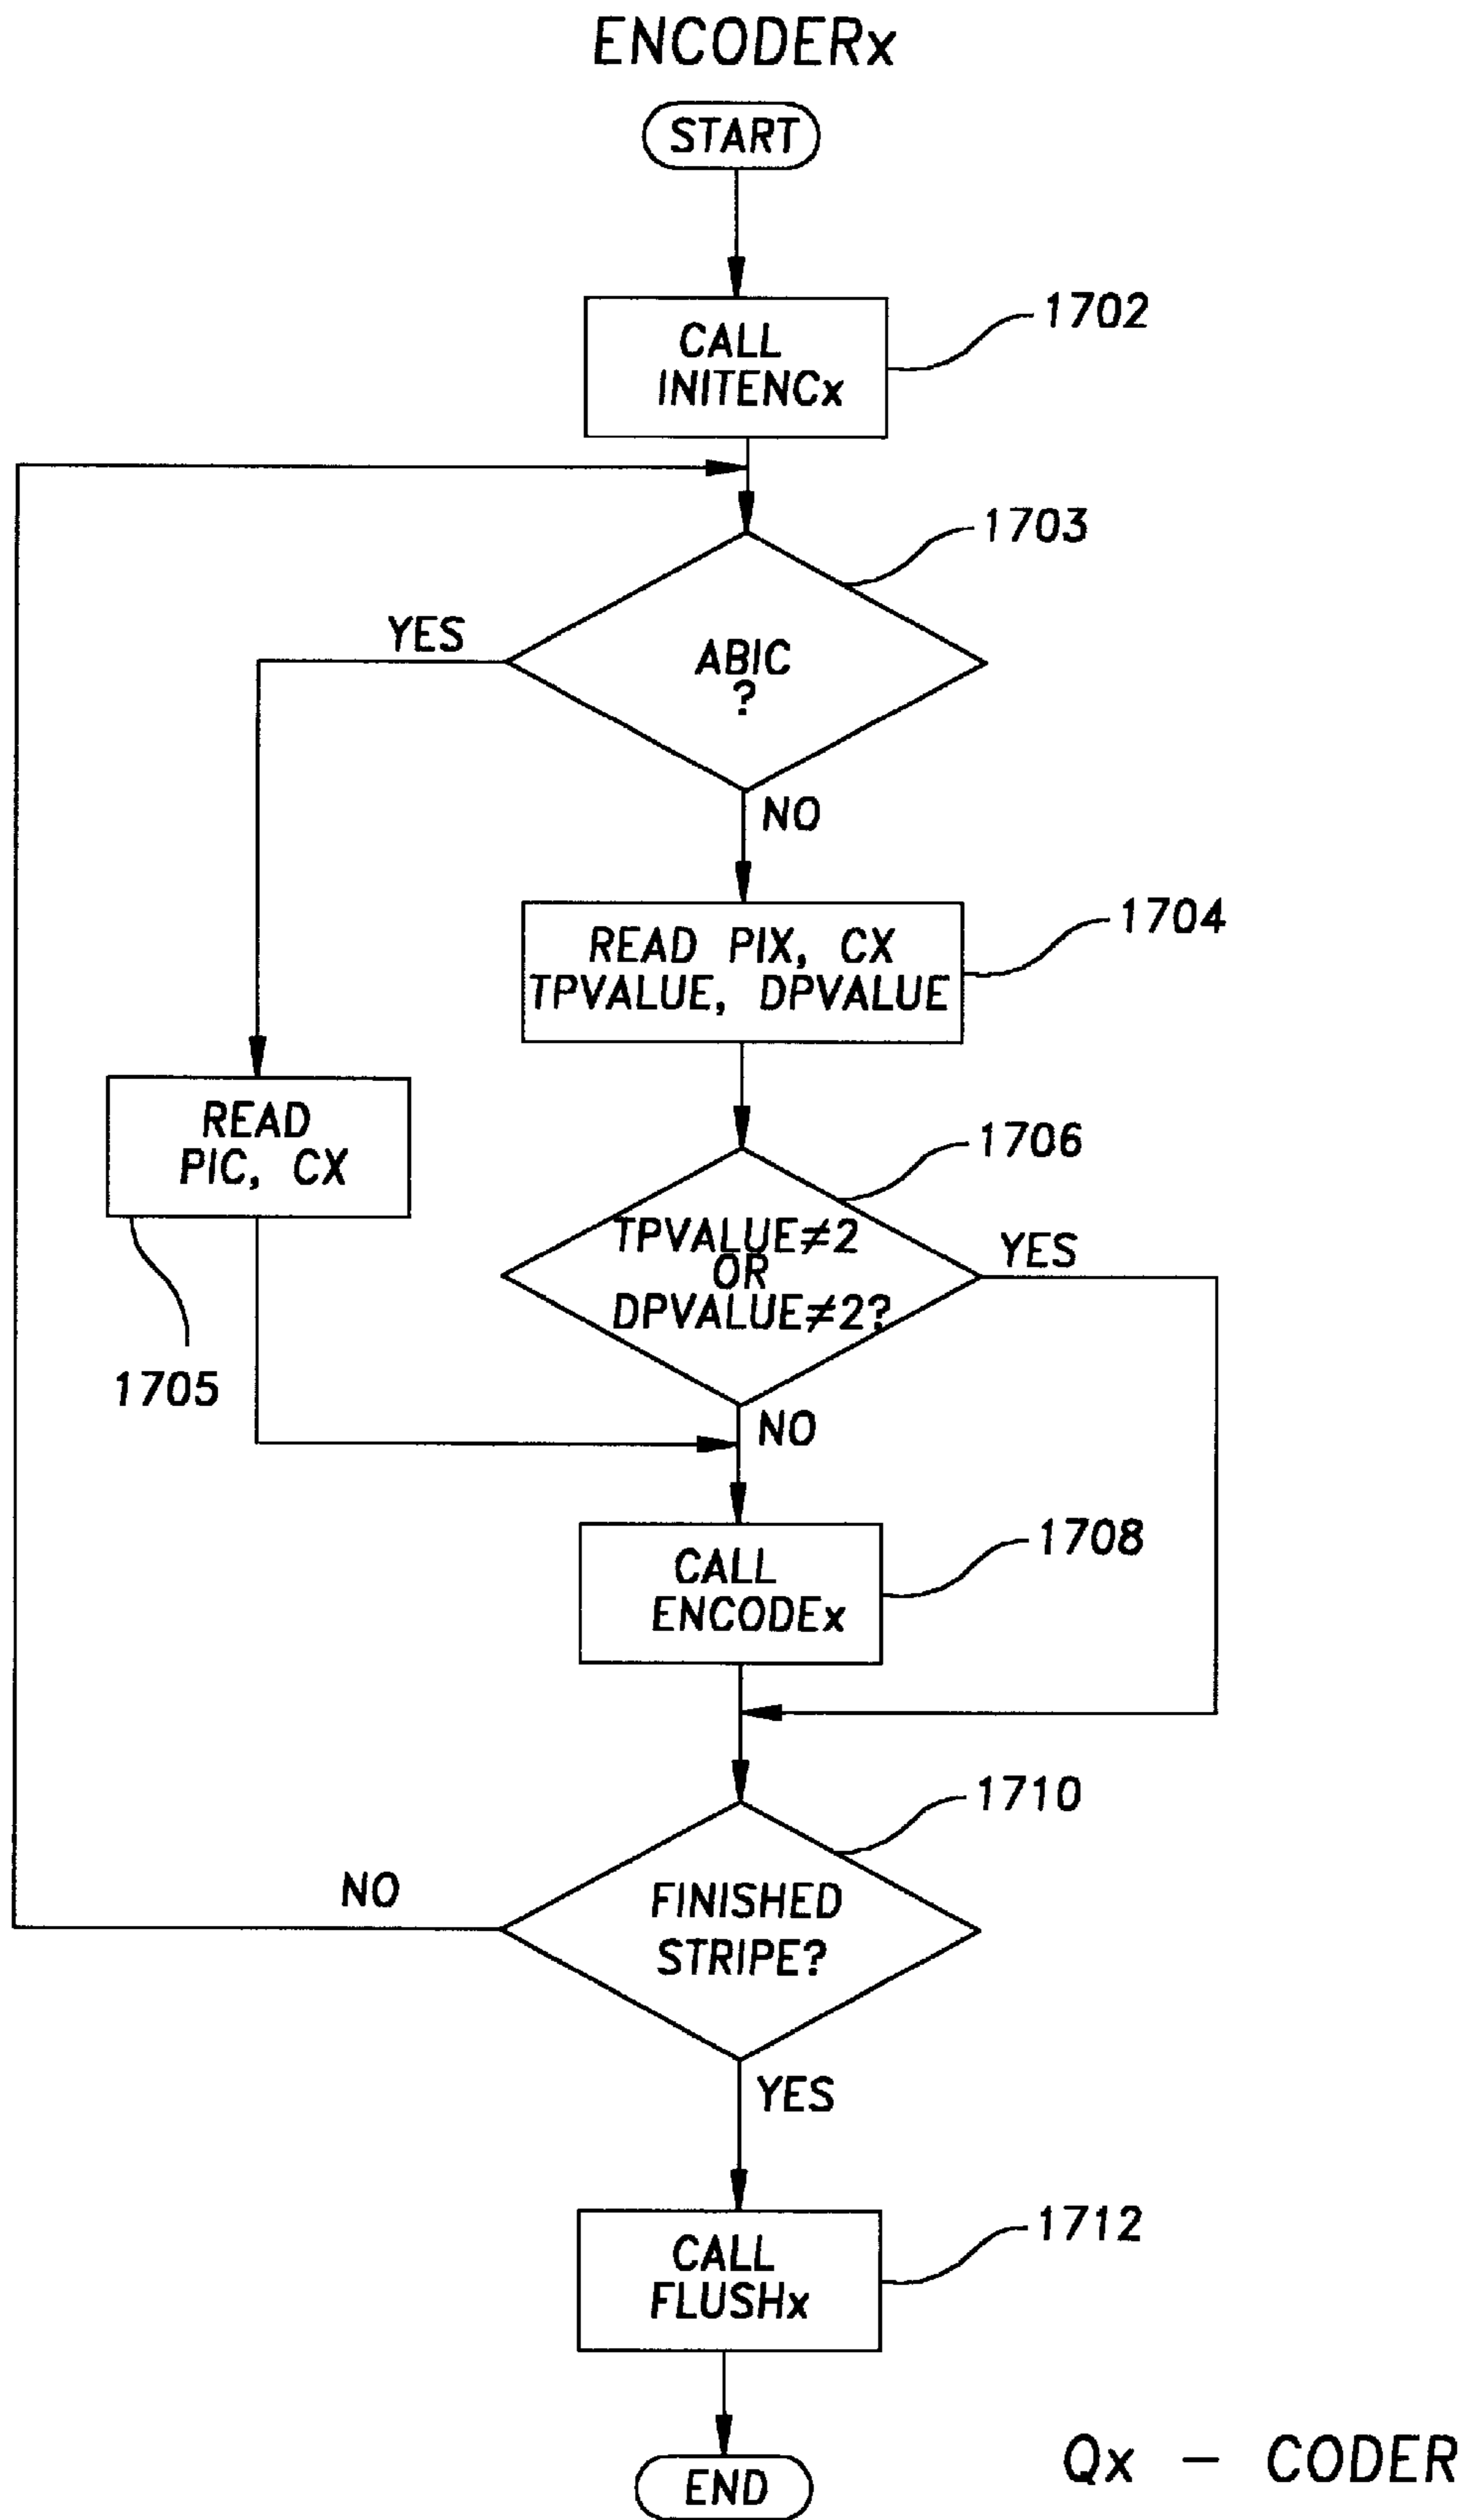 ENCODERx
START
CALL
INITENCx
1702
1703
YES
ABIC
?
NO
1704
READ PIX, CX
TPVALUE, DPVALUE
READ
PIC, CX
1705
1706
TPVALUE≠2
OR
DPVALUE≠2?
YES
NO
CALL
ENCODEx
1708
1710
NO
FINISHED
STRIPE?
YES
CALL
FLUSHx
1712
END
Qx – CODER